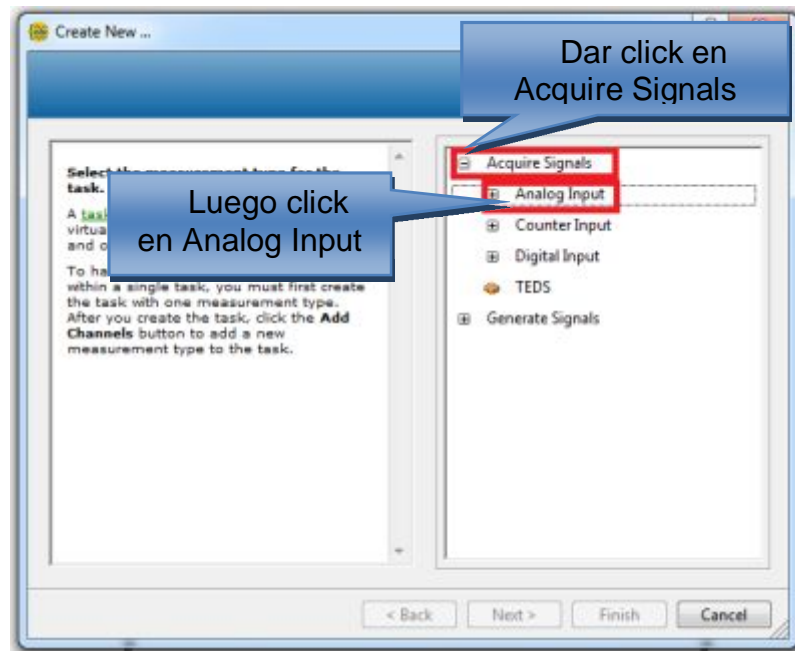 Create New ...
Dar click en
Acquire Signals
Select the measurement type for the
task.
A task
virtua
and o
Luego click
en Analog Input
To ha
within a single task, you must first create
the task with one measurement type.
After you create the task, click the Add
Channels button to add a new
measurement type to the task.
Acquire Signals
Analog Input
Counter Input
Digital Input
TEDS
Generate Signals
< Back
Next >
Finish
Cancel